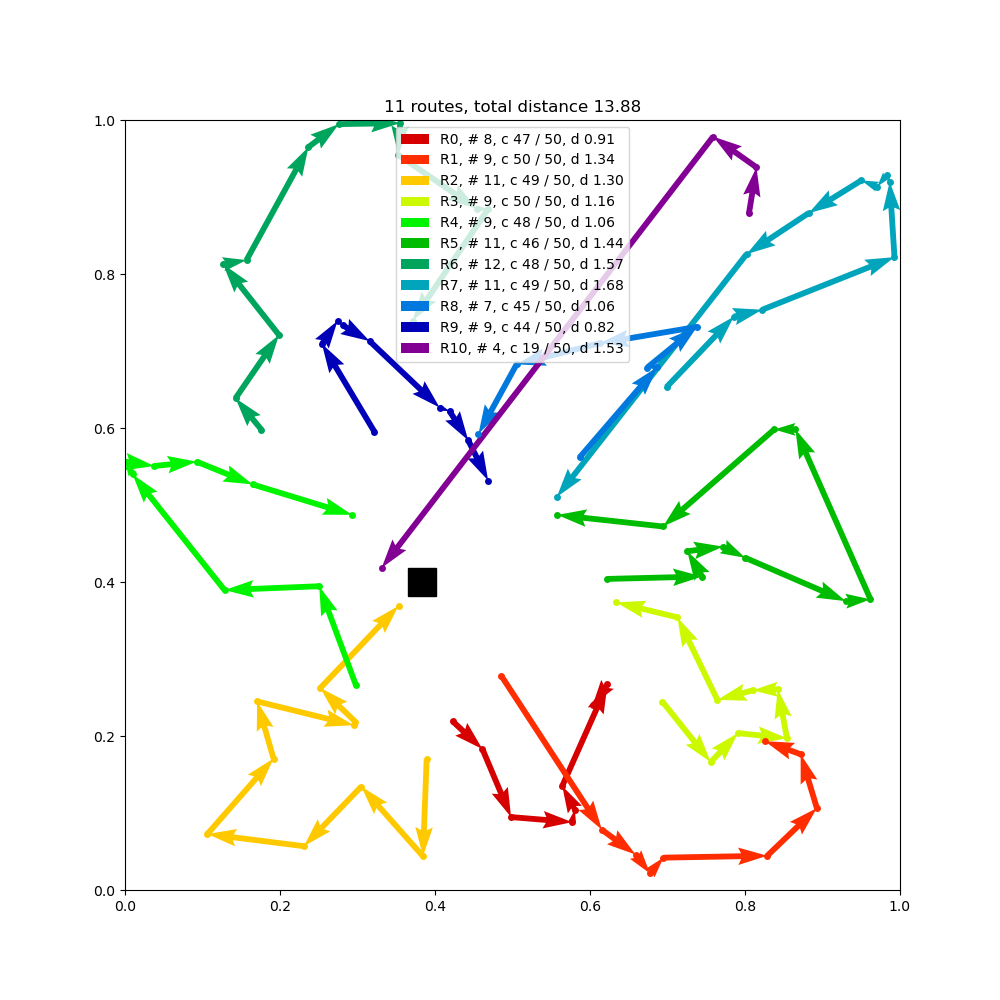 11 routes, total distance 13.88
R0, # 8, c 47 / 50, d 0.91
R1, # 9, c 50 / 50, d 1.34
R2, # 11, c 49 / 50, d 1.30
R3, # 9, c 50 / 50, d 1.16
R4, # 9, c 48 / 50, d 1.06
R5, # 11, c 46 / 50, d 1.44
R6, # 12, c 48 / 50, d 1.57
R7, # 11, c 49 / 50, d 1.68
R8, # 7, c 45 / 50, d 1.06
R9, # 9, c 44 / 50, d 0.82
R10, # 4, c 19 / 50, d 1.53
1.0
0.8
0.6
0.4
0.2
0.0
0.0 0.2 0.4 0.6 0.8 1.0